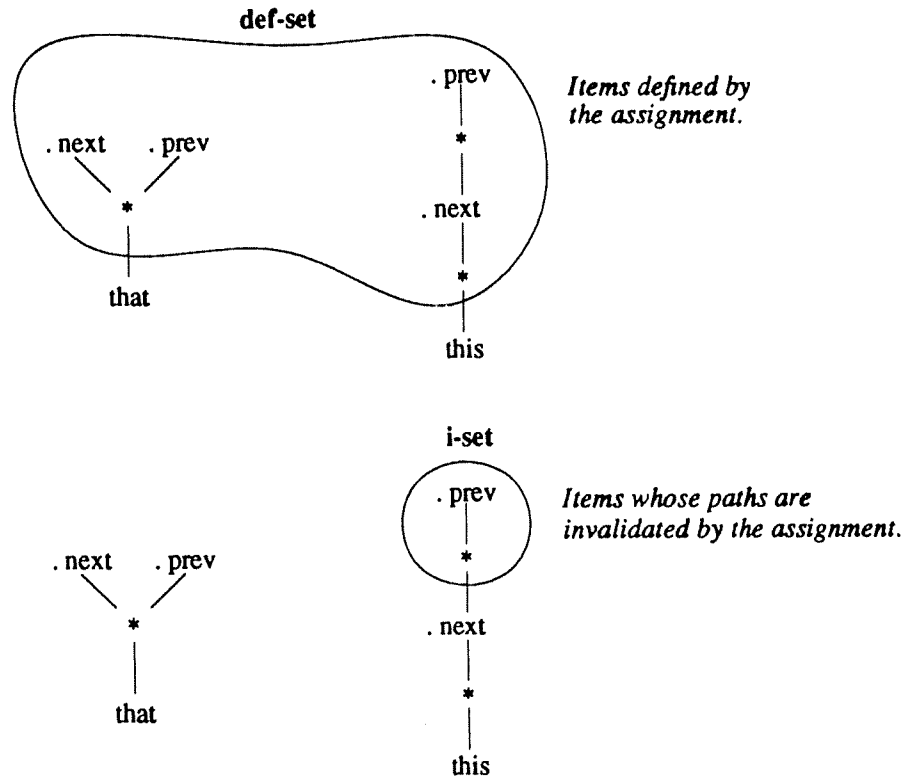 def-set
. prev
Items defined by
the assignment.
*
. next . prev
*
. next
*
that
this
i-set
. prev
Items whose paths are
invalidated by the assignment.
*
. next . prev
*
. next
*
that
this